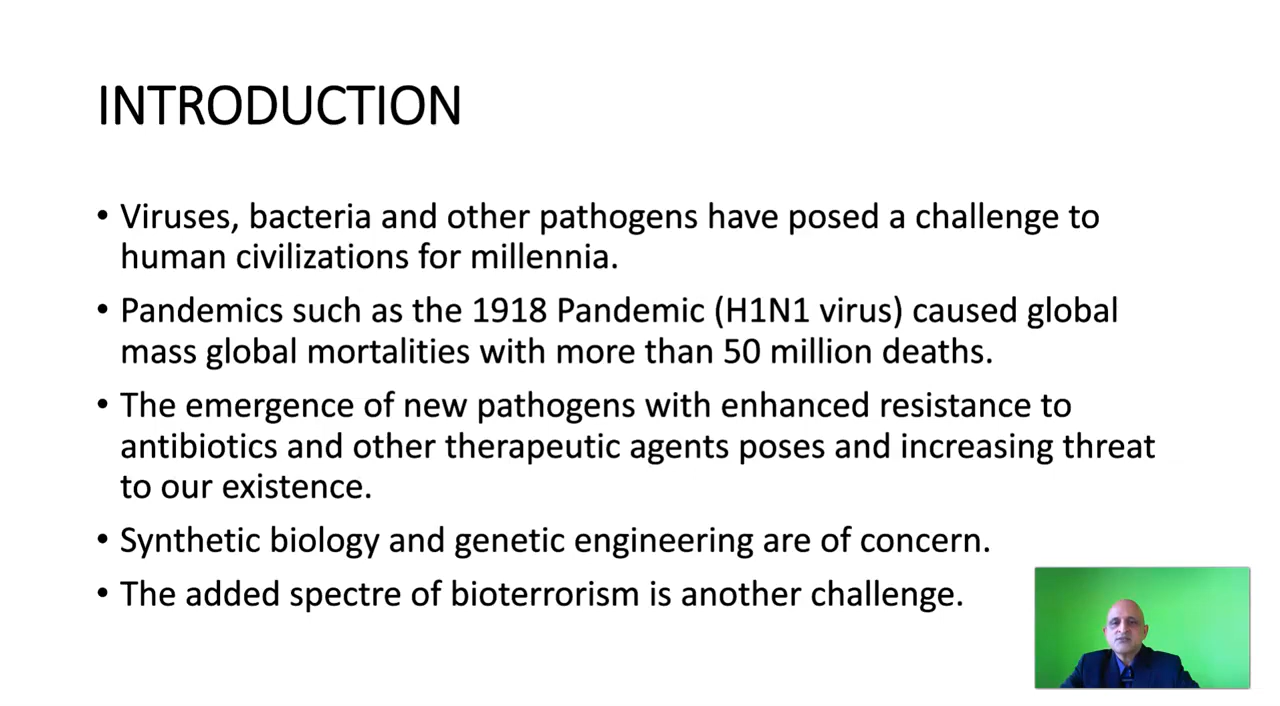 INTRODUCTION
• Viruses, bacteria and other pathogens have posed a challenge to
human civilizations for millennia.
• Pandemics such as the 1918 Pandemic (H1N1 virus) caused global
mass global mortalities with more than 50 million deaths.
• The emergence of new pathogens with enhanced resistance to
antibiotics and other therapeutic agents poses and increasing threat
to our existence.
• Synthetic biology and genetic engineering are of concern.
• The added spectre of bioterrorism is another challenge.